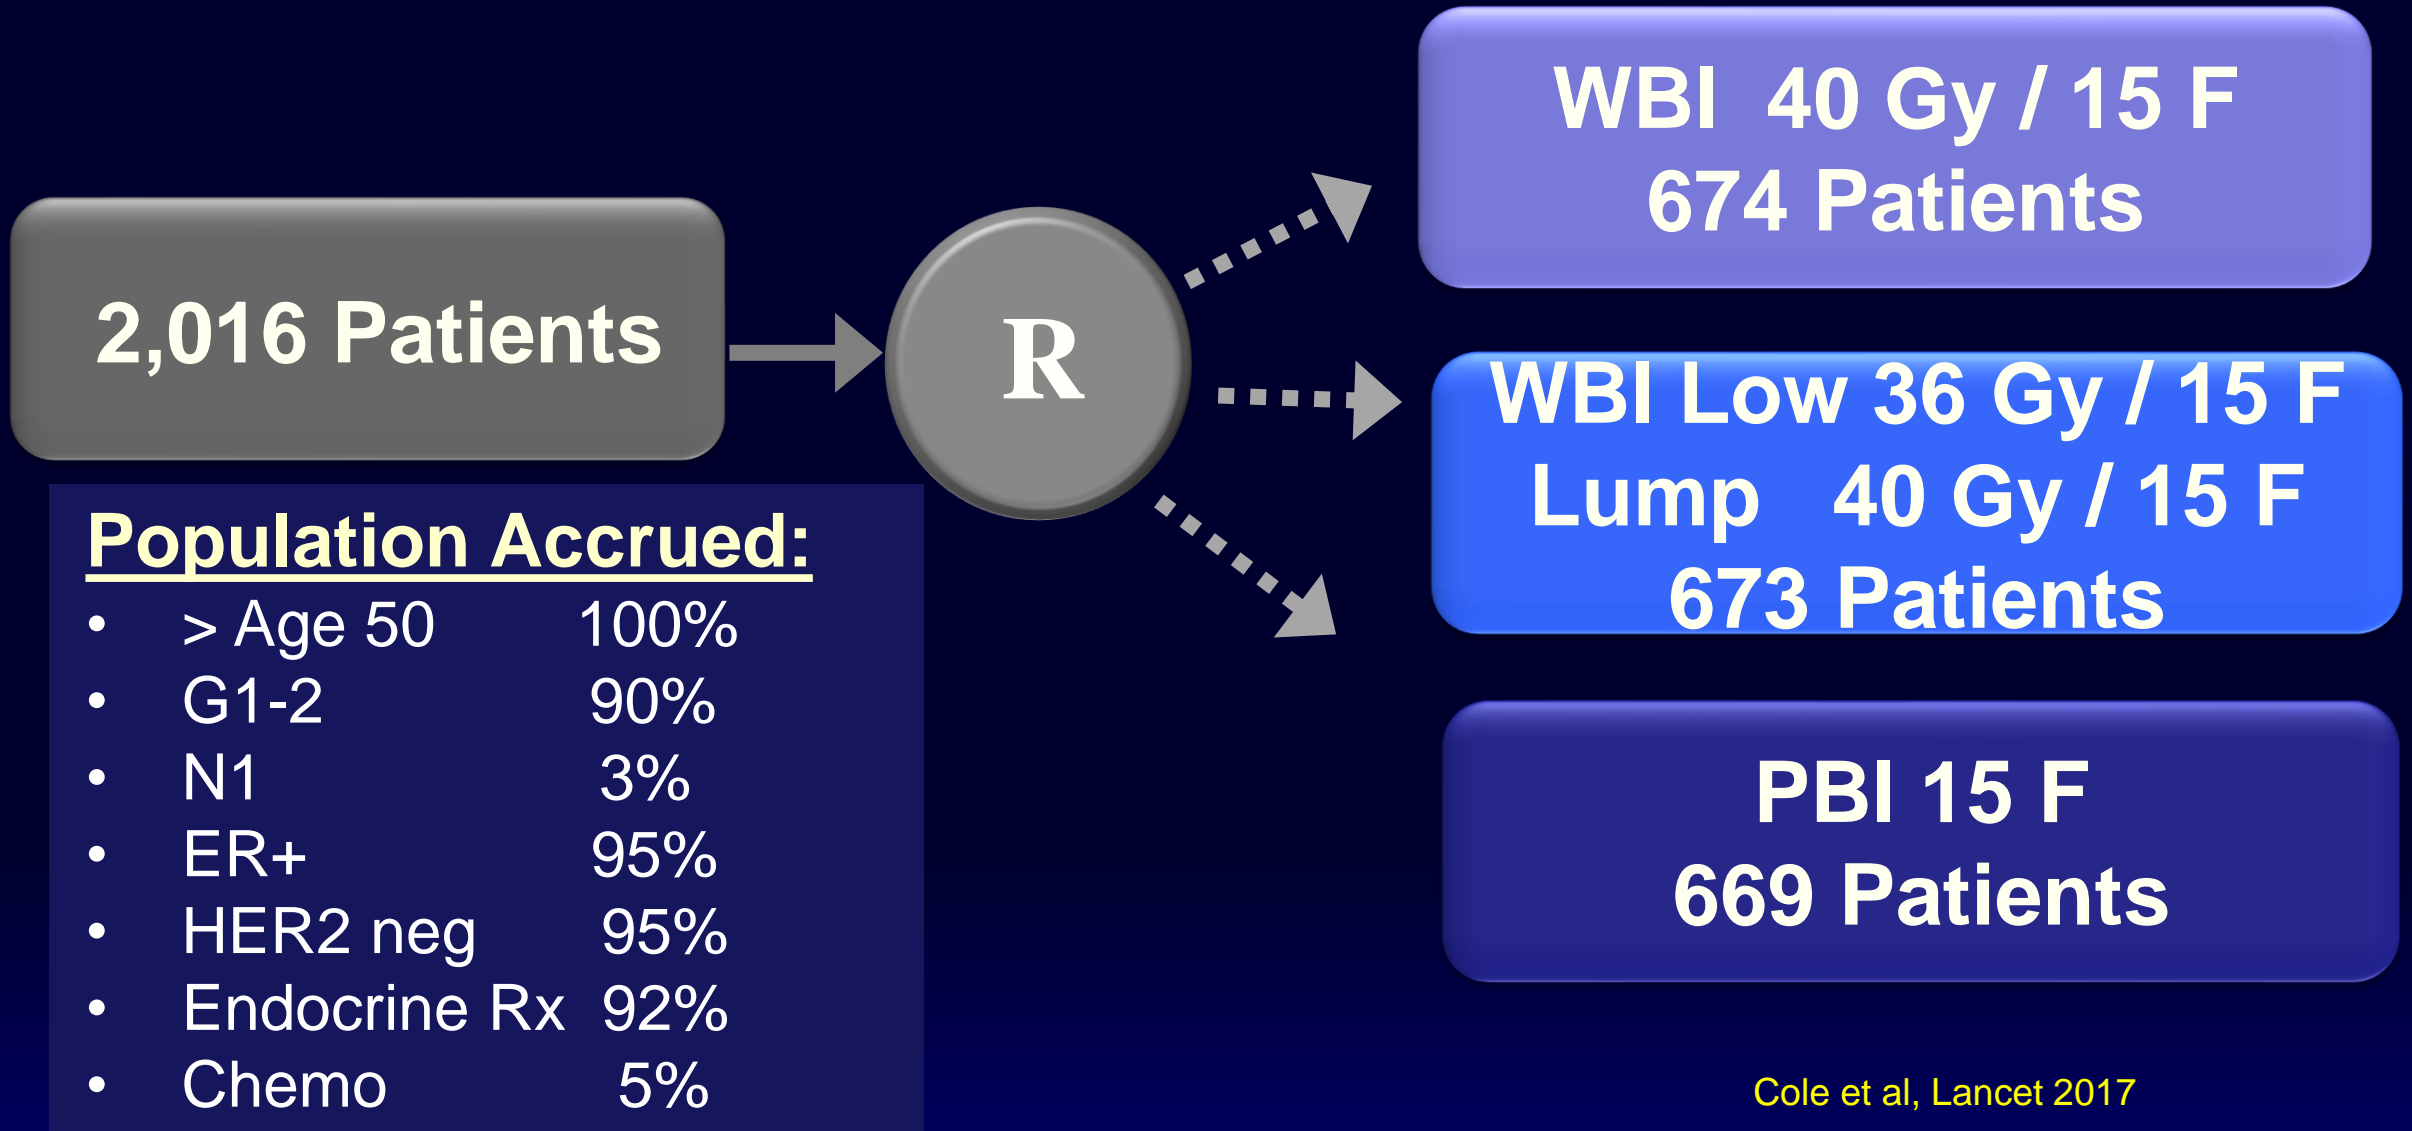 2,016 Patients
R
WBI 40 Gy / 15 F
674 Patients
WBI Low 36 Gy / 15 F
Lump 40 Gy / 15 F
673 Patients
PBI 15 F
669 Patients
Population Accrued:
• > Age 50 100%
• G1-2 90%
• N1 3%
• ER+ 95%
• HER2 neg 95%
• Endocrine Rx 92%
• Chemo 5%
Cole et al, Lancet 2017